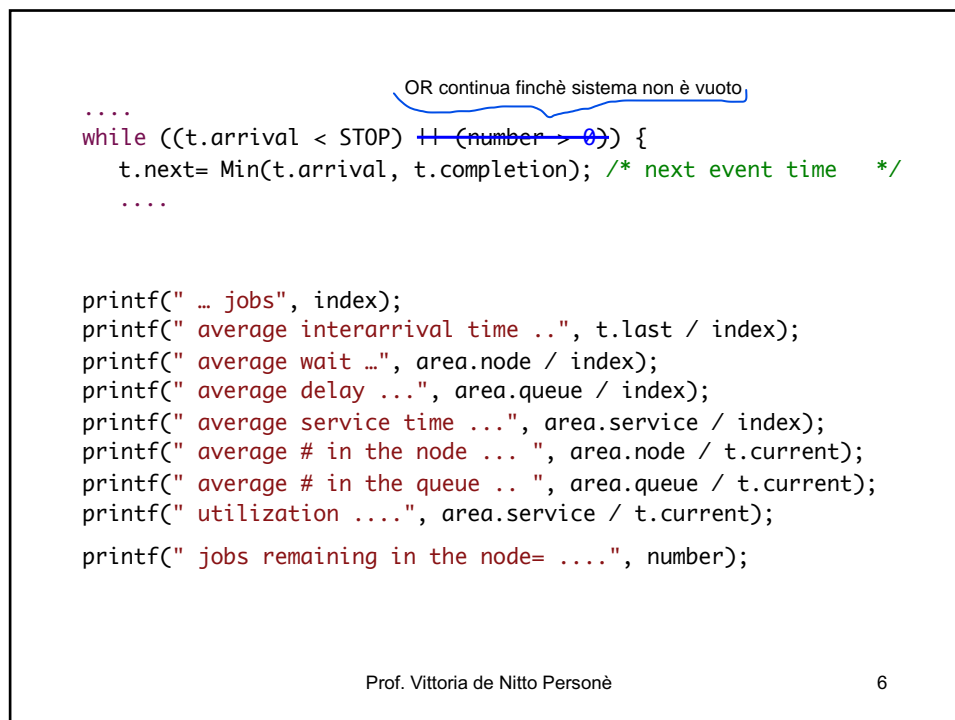 OR continua finchè sistema non è vuoto
....
while ((t.arrival < STOP) || (number > 0)) {
t.next= Min(t.arrival, t.completion); /* next event time */
....
printf(" … jobs", index);
printf(" average interarrival time ..", t.last / index);
printf(" average wait …", area.node / index);
printf(" average delay ...", area.queue / index);
printf(" average service time ...", area.service / index);
printf(" average # in the node ... ", area.node / t.current);
printf(" average # in the queue .. ", area.queue / t.current);
printf(" utilization ....", area.service / t.current);
printf(" jobs remaining in the node= ....", number);
Prof. Vittoria de Nitto Personè 6